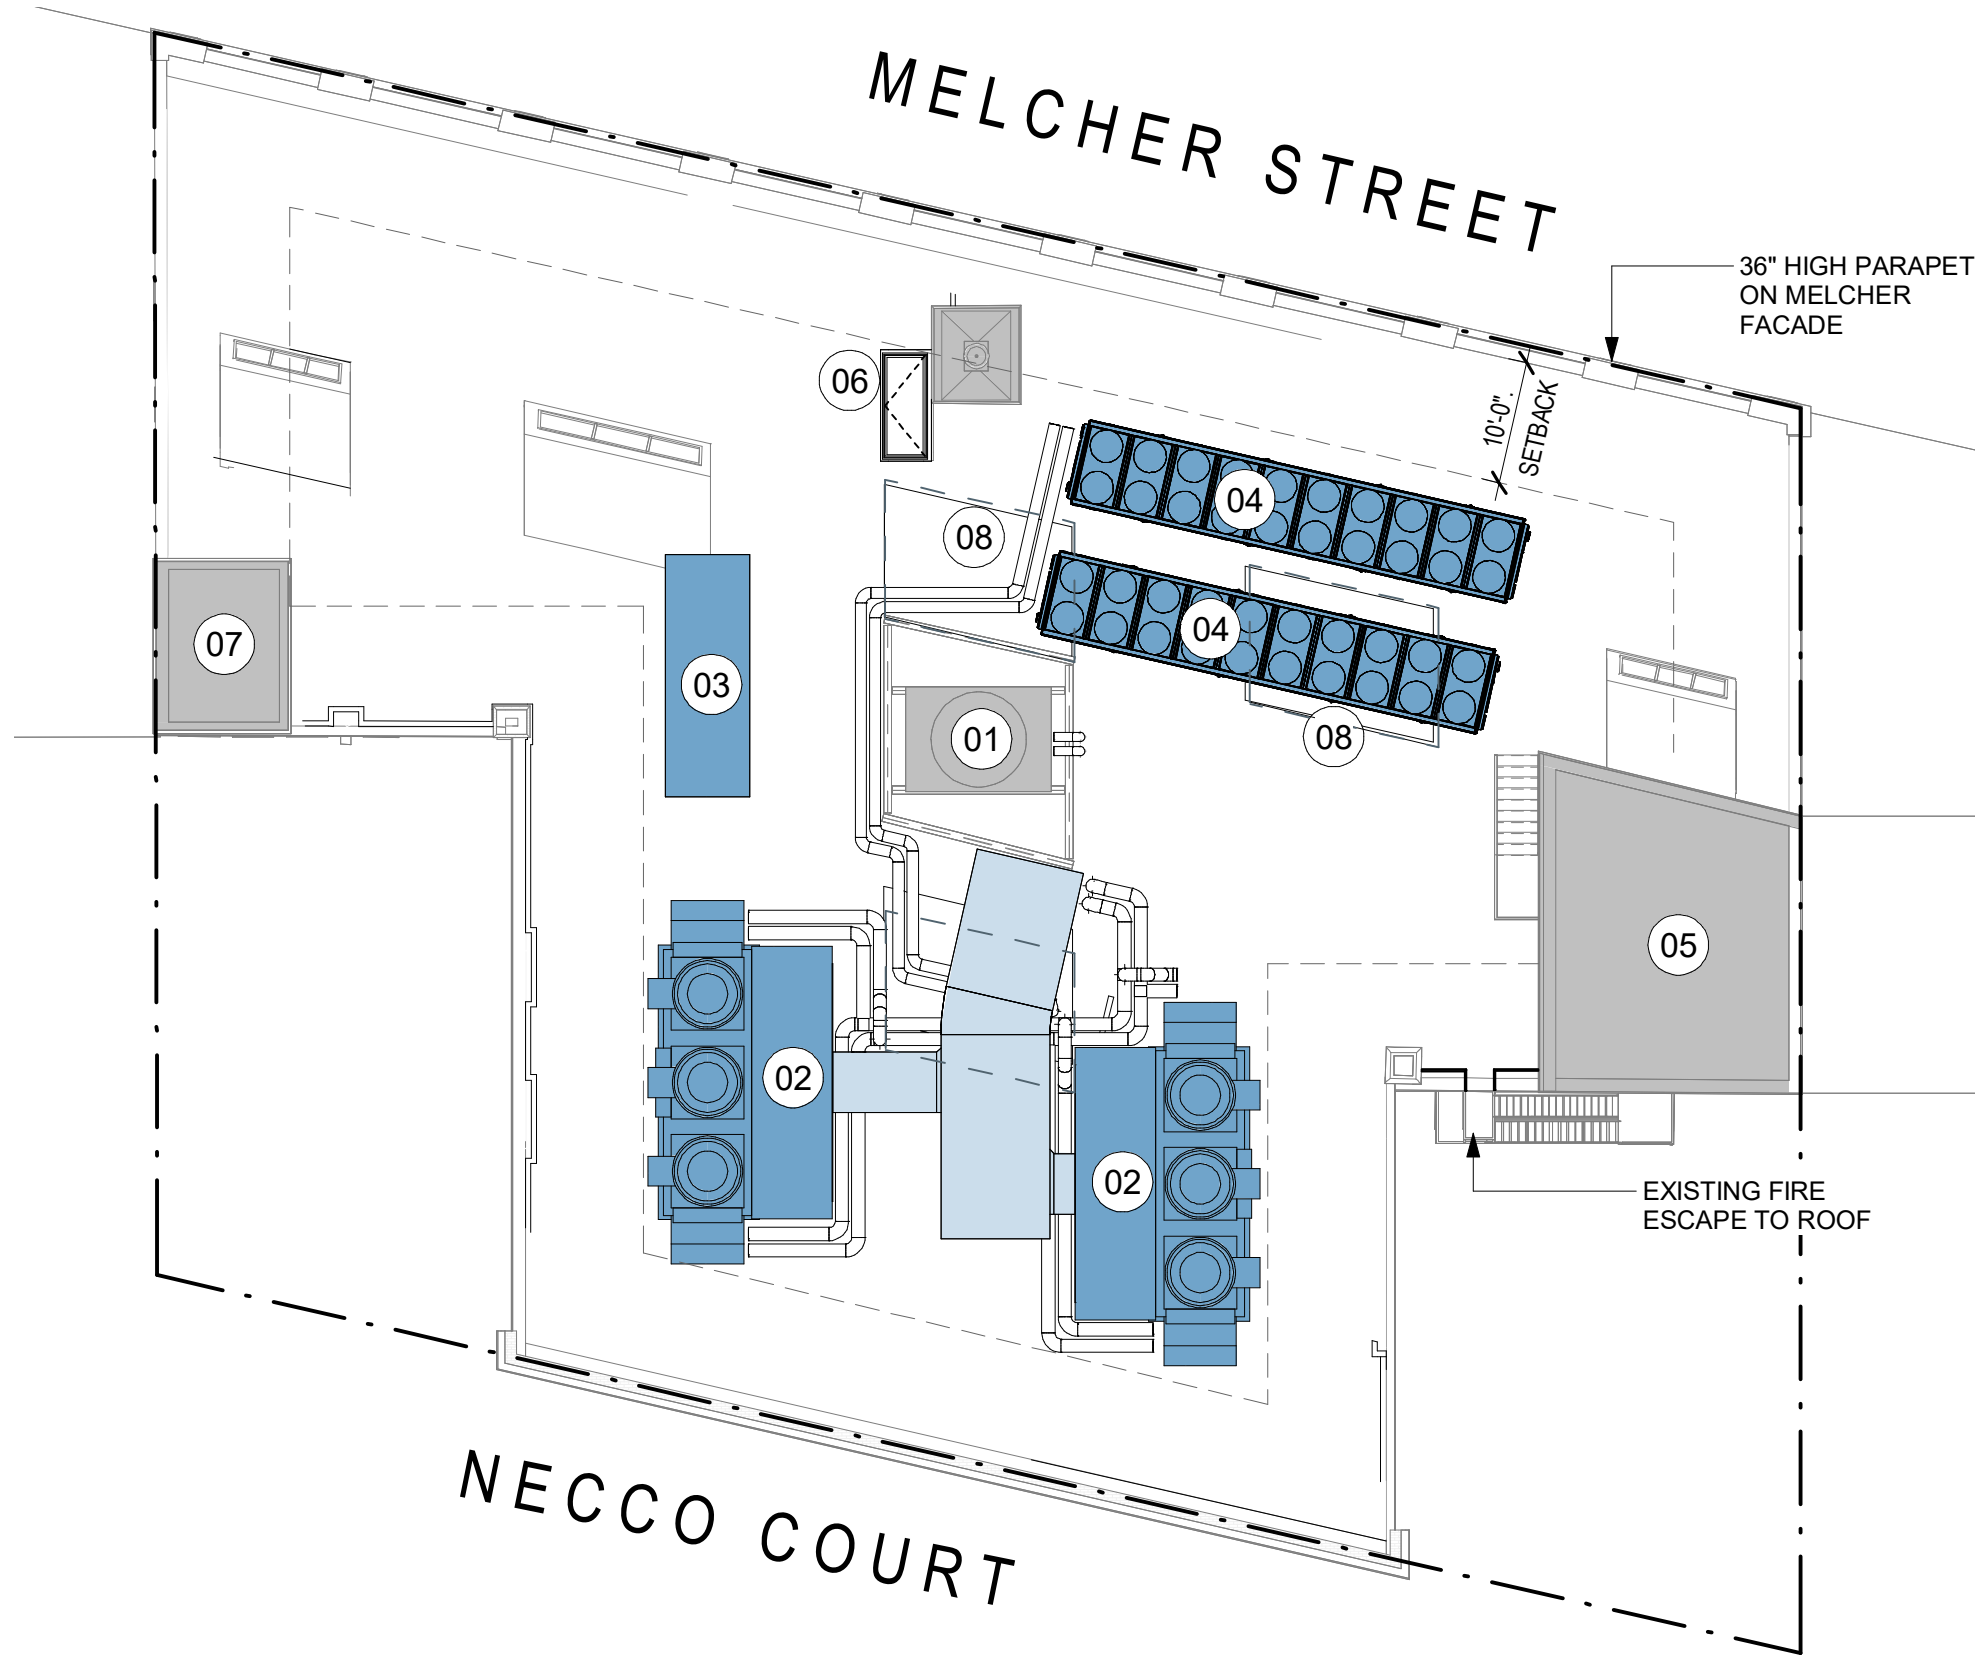 MELCHER STREET
36" HIGH PARAPET
ON MELCHER
FACADE
10'-0".
SETBACK
06
04
08
04
07
03
01
08
05
02
02
EXISTING FIRE
ESCAPE TO ROOF
NECCO COURT